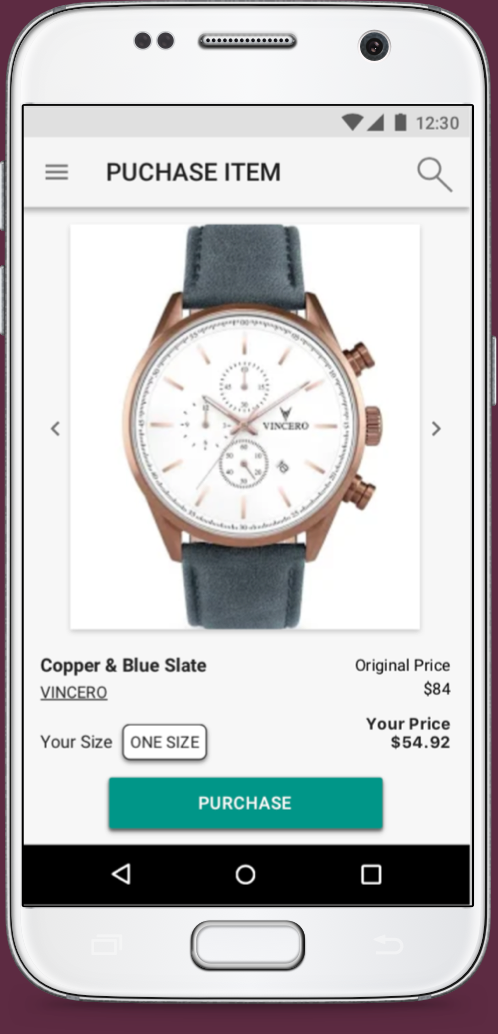 12:30
PUCHASE ITEM
VINCERO
Copper & Blue Slate
VINCERO
Original Price
$84
Your Price
$54.92
Your Size ONE SIZE
PURCHASE